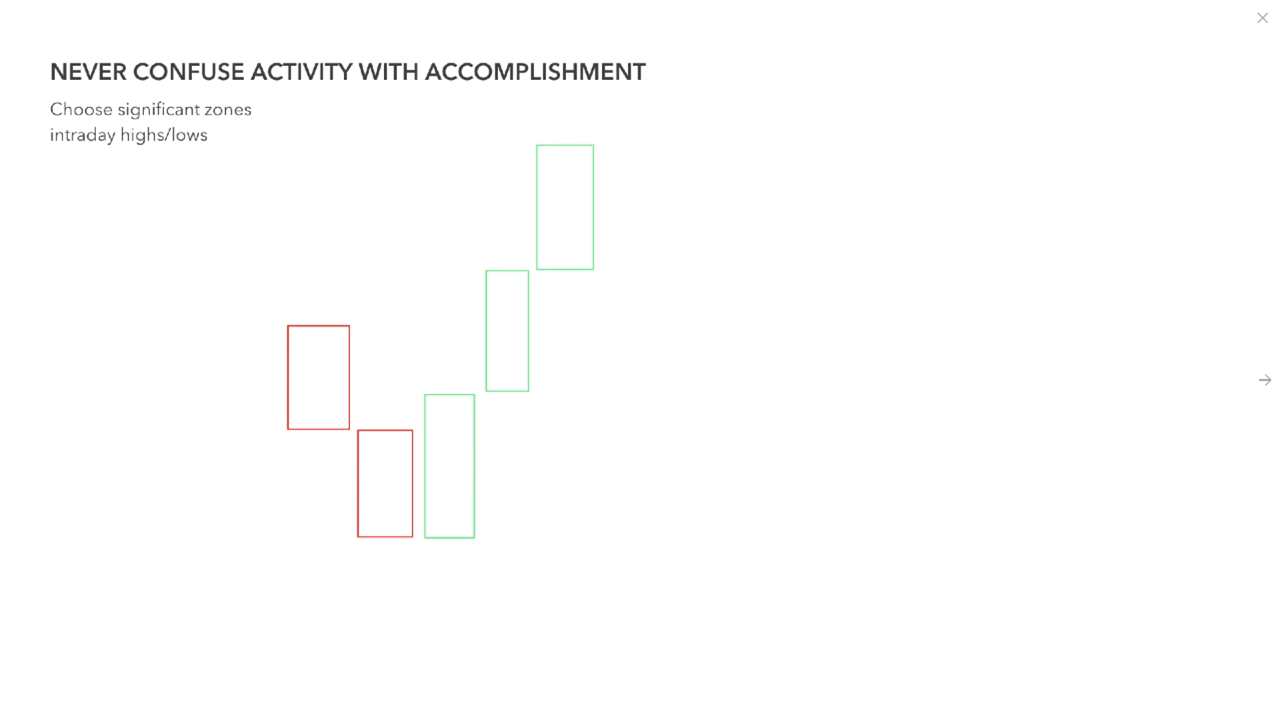 NEVER CONFUSE ACTIVITY WITH ACCOMPLISHMENT
Choose significant zones
intraday highs/lows